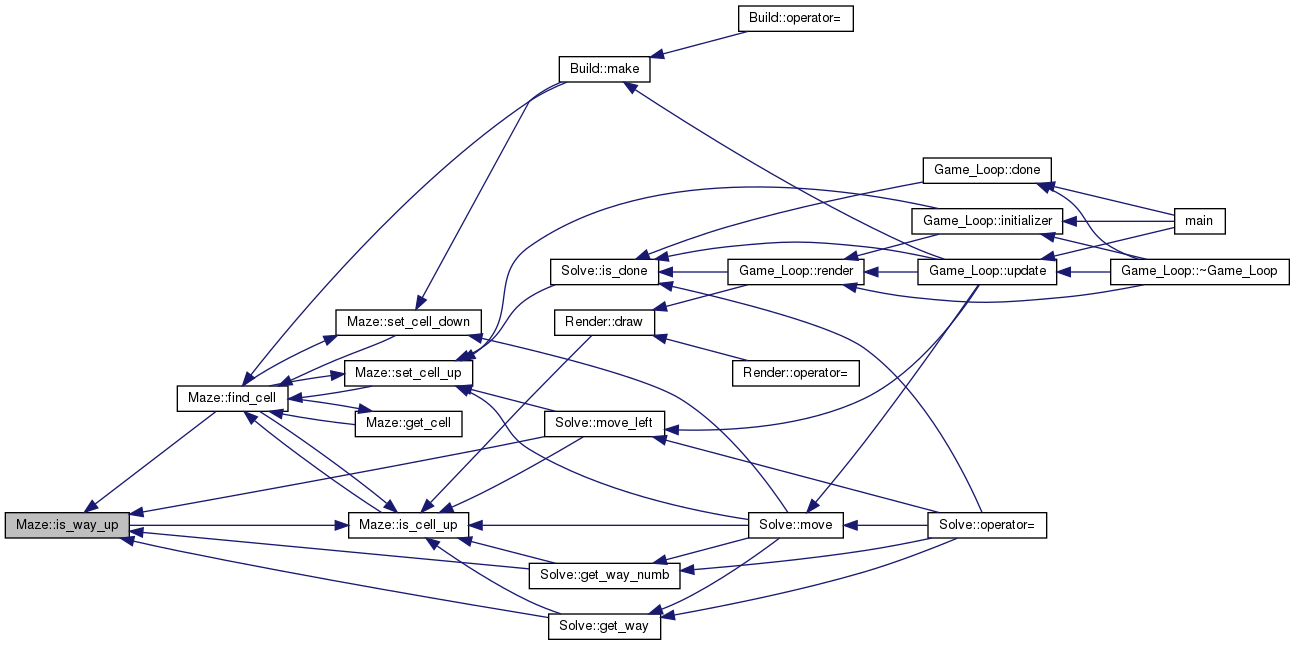 Build::operator=
Build::make
Game_Loop::done
Game_Loop::initializer
main
Solve::is_done
Game_Loop::render
Game_Loop::update
Game_Loop::~Game_Loop
Maze::set_cell_down
Render::draw
Maze::set_cell_up
Render::operator=
Maze::find_cell
Maze::get_cell
Solve::move_left
Maze::is_way_up
Maze::is_cell_up
Solve::move
Solve::operator=
Solve::get_way_numb
Solve::get_way